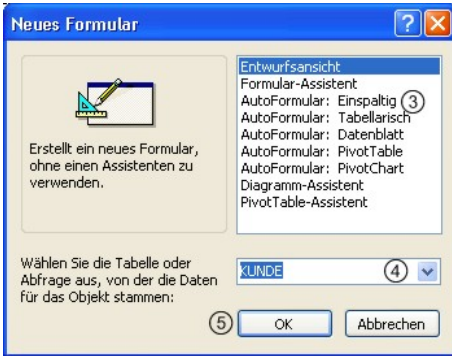 Neues Formular
?
X
Erstellt ein neues Formular,
ohne einen Assistenten zu
verwenden.
Entwurfsansicht
Formular-Assistent
AutoFormular: Einspaltig 3
AutoFormular: Tabellarisch
AutoFormular: Datenblatt
AutoFormular: PivotTable
AutoFormular: PivotChart
Diagramm-Assistent
PivotTable-Assistent
Wählen Sie die Tabelle oder
Abfrage aus, von der die Daten
für das Objekt stammen:
KUNDE 4
5 OK Abbrechen